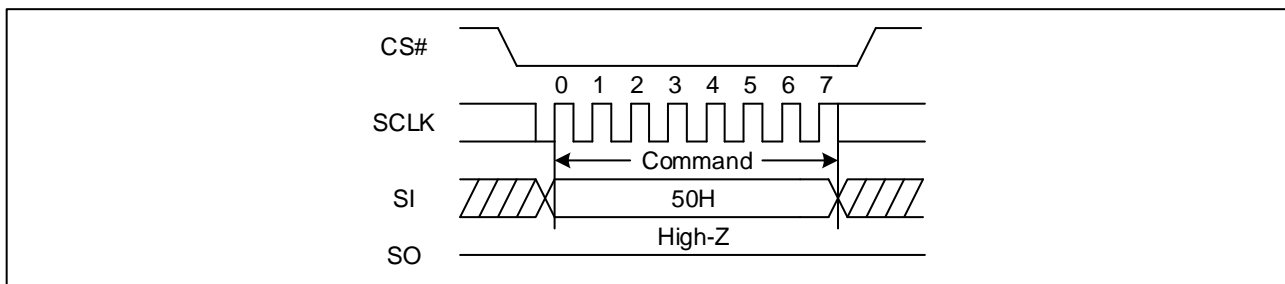 CS#
0 1 2 3 4 5 6 7
SCLK
Command
SI 50H
High-Z
SO